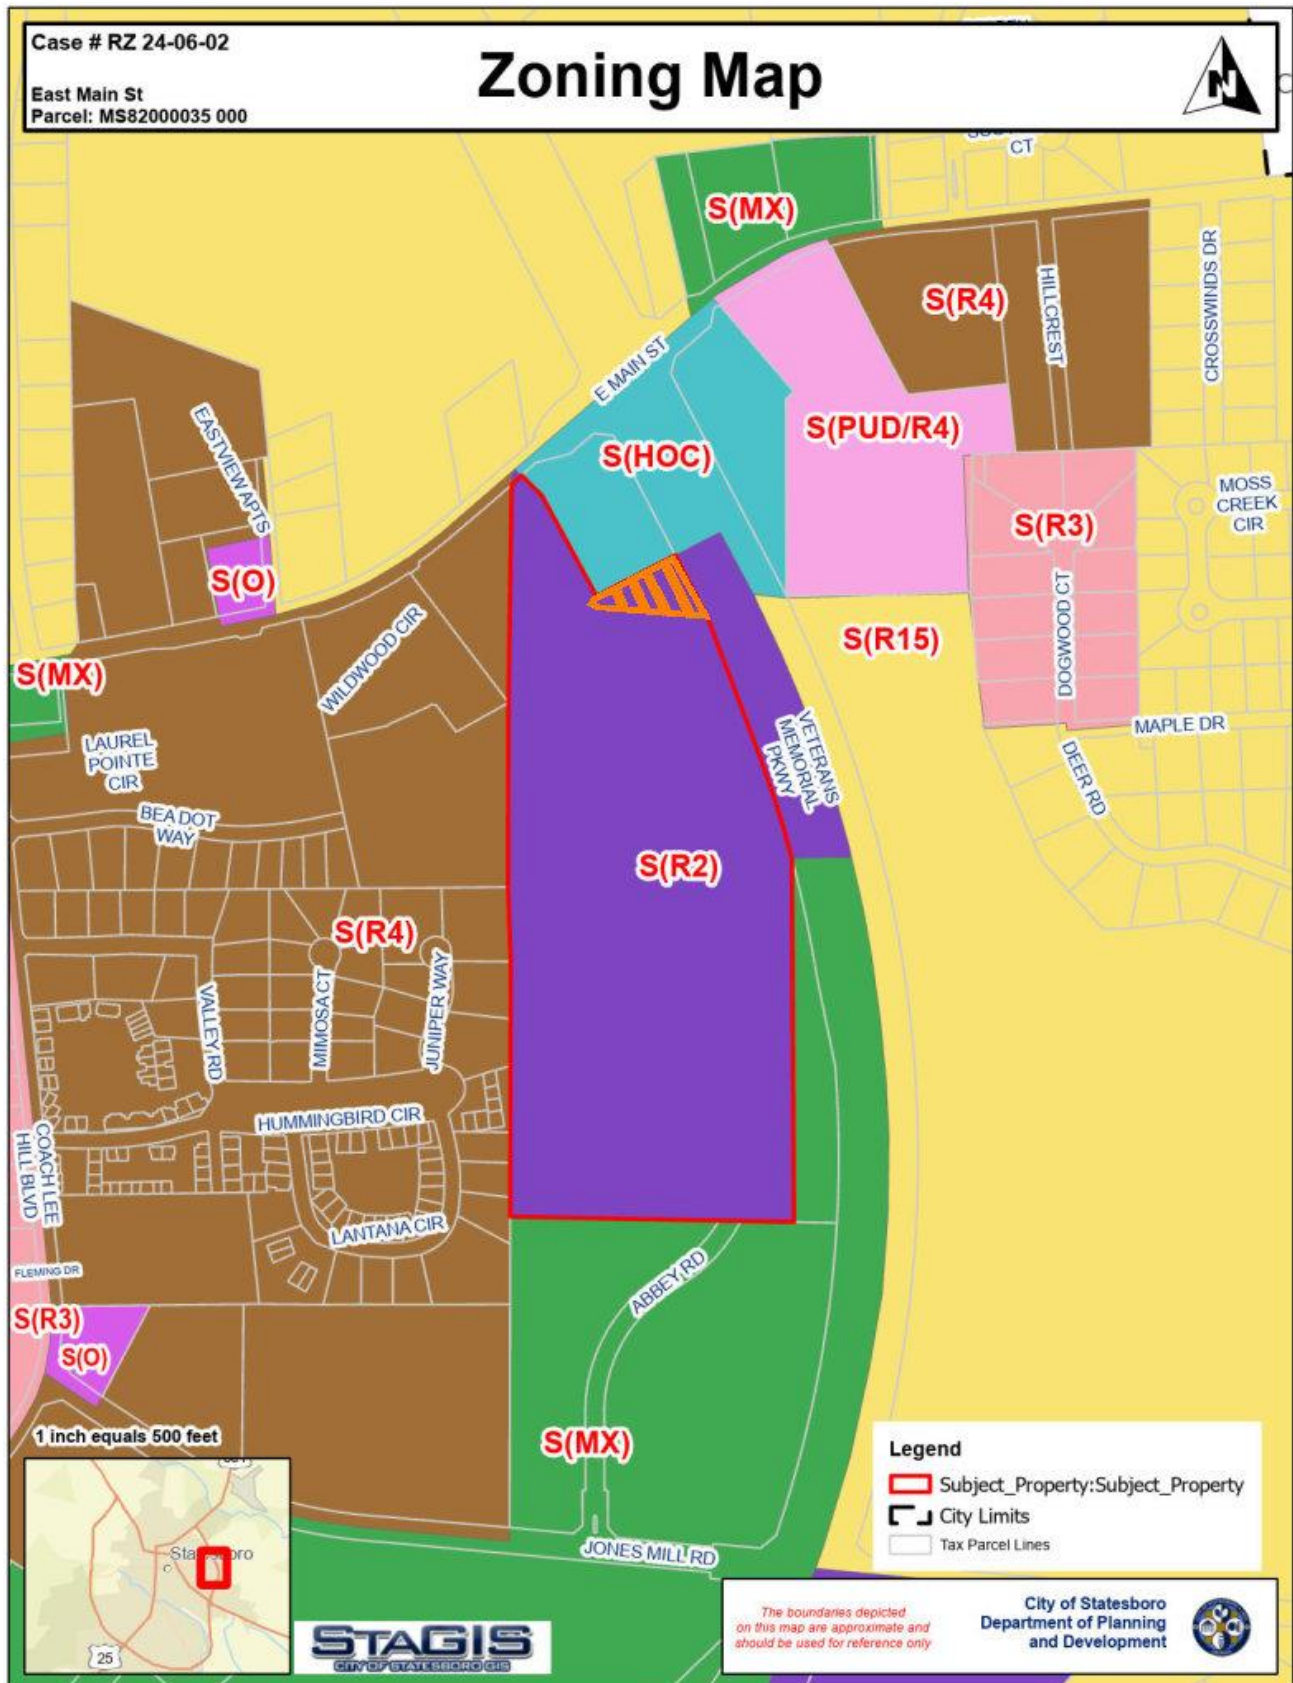 Case # RZ 24-06-02
Zoning Map
East Main St
Parcel: MS82000035 000
N
CT
S(MX)
S(R4)
HILLCREST
CROSSWINDS DR
E MAIN ST
EASTVIEW APTS
S(PUD/R4)
S(HOC)
MOSS
CREEK
CIR
S(R3)
S(O)
DOGWOOD CT
WILDWOOD CIR
S(R15)
S(MX)
VETERANS
MEMORIAL
PKWY
MAPLE DR
LAUREL
POINTE
CIR
DEER RD
BEA DOT
WAY
S(R2)
S(R4)
VALLEY RD
MIMOSA CT
JUNIPER WAY
HUMMINGBIRD CIR
COACH LEE
HILL BLVD
LANTANA CIR
FLEMING DR
ABBEY RD
S(R3)
S(O)
1 inch equals 500 feet
S(MX)
Legend
Subject_Property:Subject_Property
City Limits
Tax Parcel Lines
JONES MILL RD
Statesboro
25
STAGIS
CITY OF STATESBORO GIS
The boundaries depicted
on this map are approximate and
should be used for reference only
City of Statesboro
Department of Planning
and Development